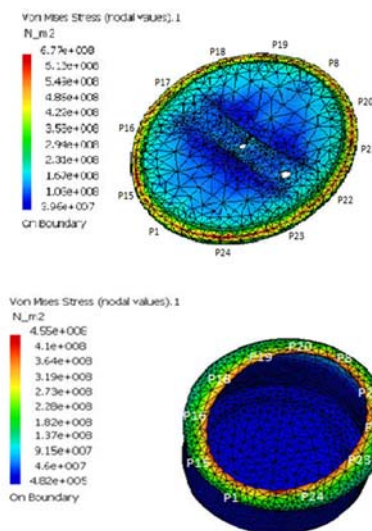 Von Mises Stress (nodal values).1
N_m2
6.77e+008
5.13e+008
5.49e+008
4.86e+008
4.22e+008
3.58e+008
2.94e+008
2.31e+008
1.67e+008
1.03e+008
3.96e+007
On Boundary
P18
P19
P8
P17
P20
P16
P15
P22
P1
P23
P24
Von Mises Stress (nodal values).1
N_m2
4.55e+008
4.1e+008
3.64e+008
3.19e+008
2.73e+008
2.28e+008
1.82e+008
1.37e+008
9.15e+007
4.6e+007
4.82e+005
On Boundary
P20
P19
P8
P18
P16
P15
P23
P1
P24